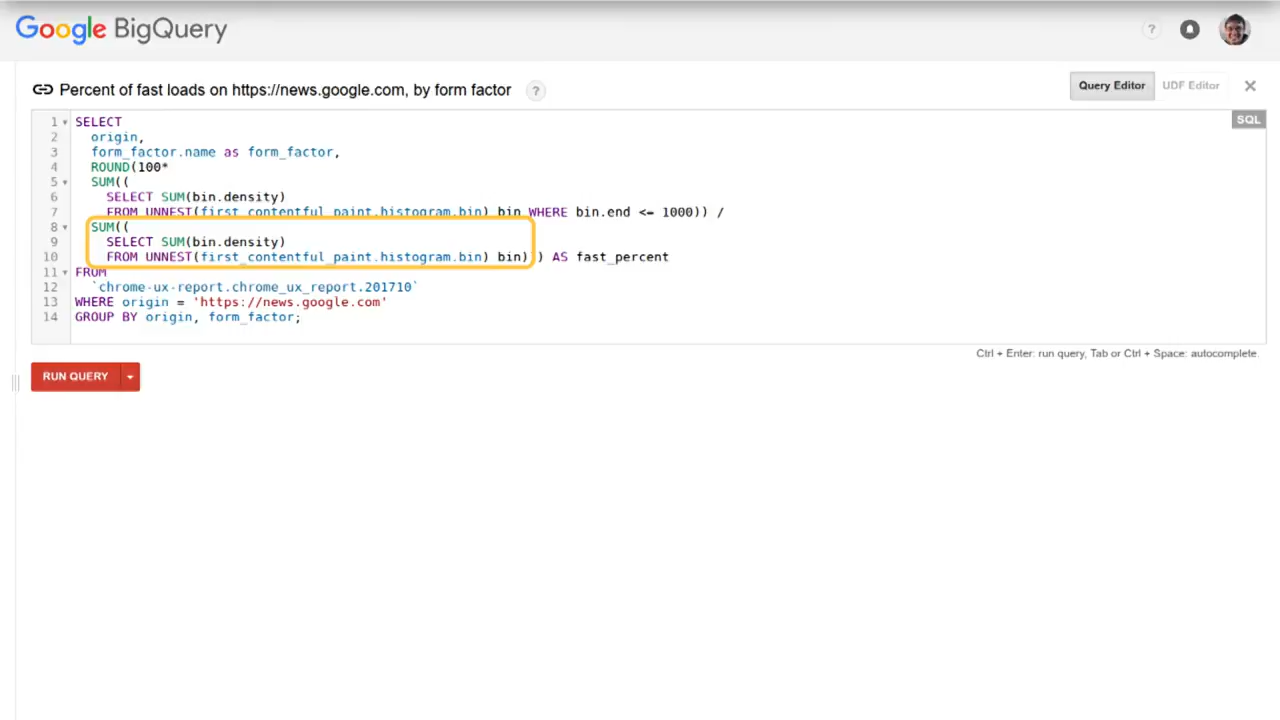 Google BigQuery
?
Percent of fast loads on https://news.google.com, by form factor ?
Query Editor UDF Editor ×
SQL
1 SELECT
2 origin,
3 form_factor.name as form_factor,
4 ROUND(100*
5 SUM((
6 SELECT SUM(bin.density)
7 FROM UNNEST(first_contentful_paint.histogram.bin) bin WHERE bin.end <= 1000)) /
8 SUM((
9 SELECT SUM(bin.density)
10 FROM UNNEST(first_contentful_paint.histogram.bin) bin) ) AS fast_percent
11 FROM
12 `chrome-ux-report.chrome_ux_report.201710`
13 WHERE origin = 'https://news.google.com'
14 GROUP BY origin, form_factor;
Ctrl + Enter: run query, Tab or Ctrl + Space: autocomplete.
RUN QUERY